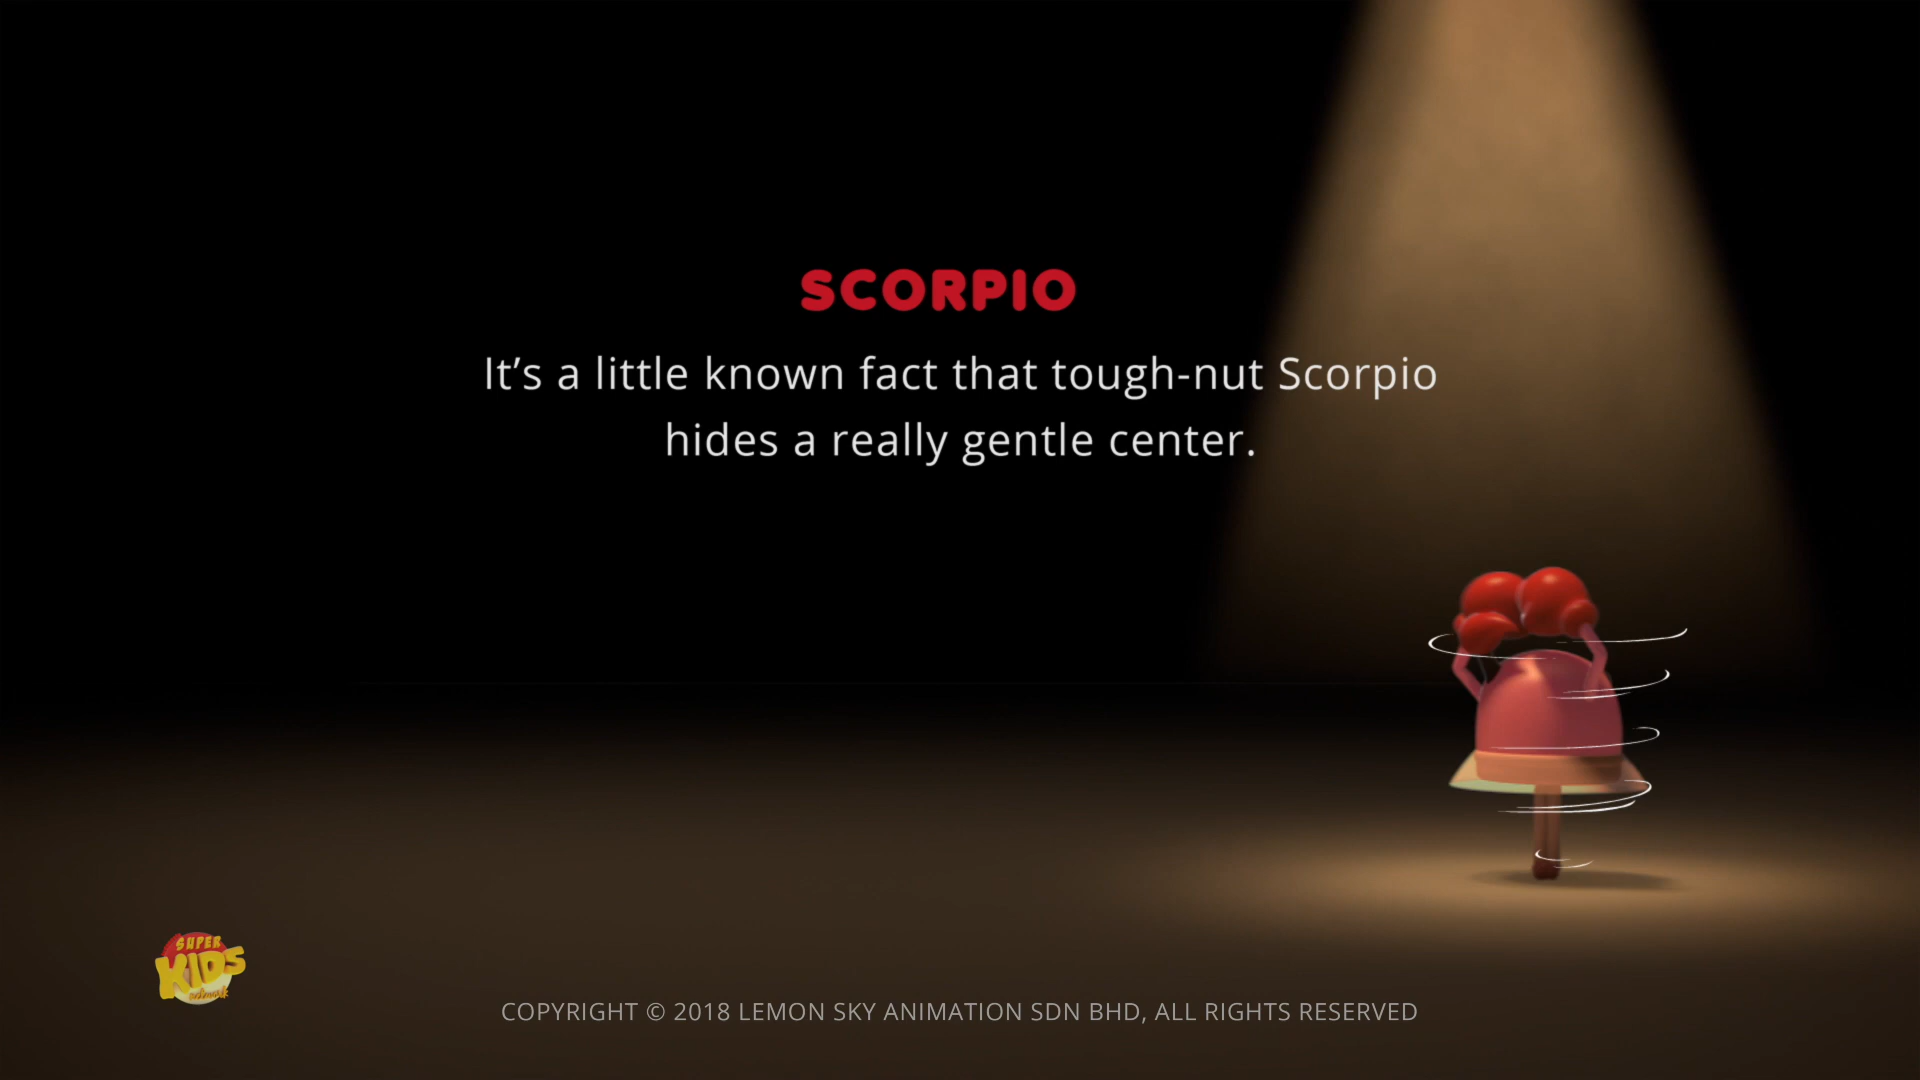 SCORPIO
It’s a little known fact that tough-nut Scorpio
hides a really gentle center.
SUPER
KIDS
network
COPYRIGHT © 2018 LEMON SKY ANIMATION SDN BHD, ALL RIGHTS RESERVED